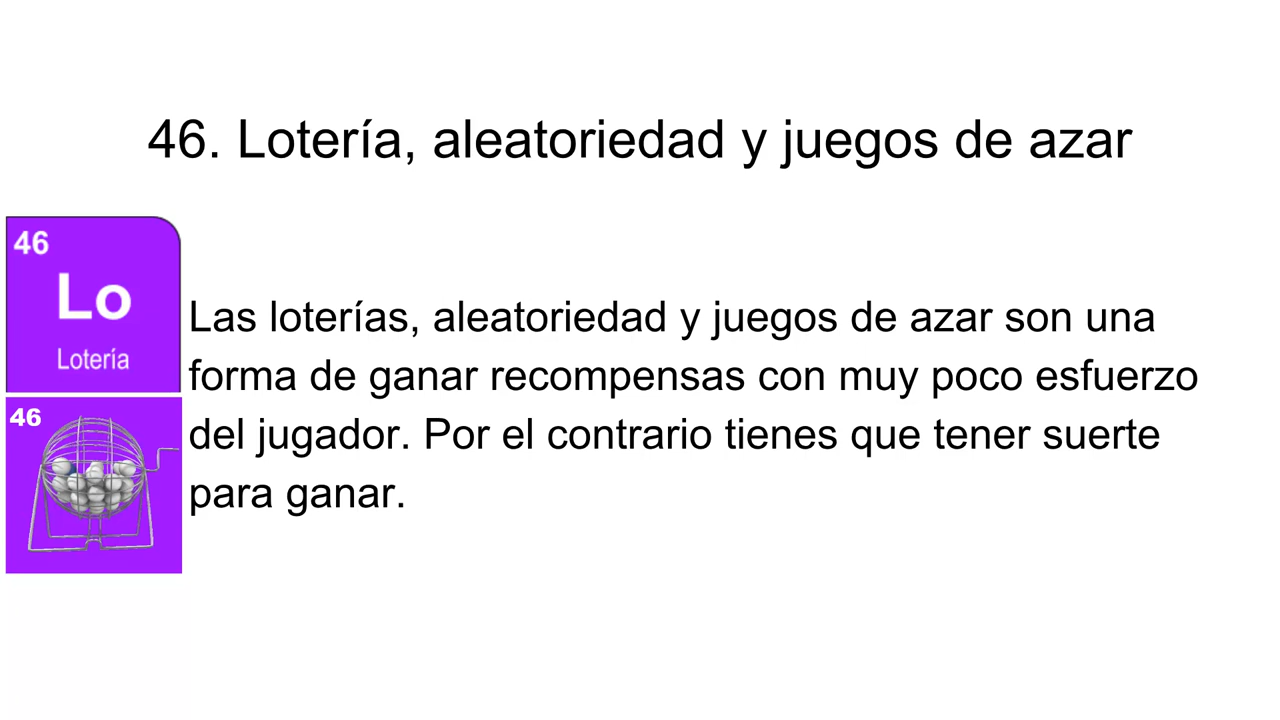 46. Lotería, aleatoriedad y juegos de azar
46
Lo
Lotería
46
Las loterías, aleatoriedad y juegos de azar son una
forma de ganar recompensas con muy poco esfuerzo
del jugador. Por el contrario tienes que tener suerte
para ganar.